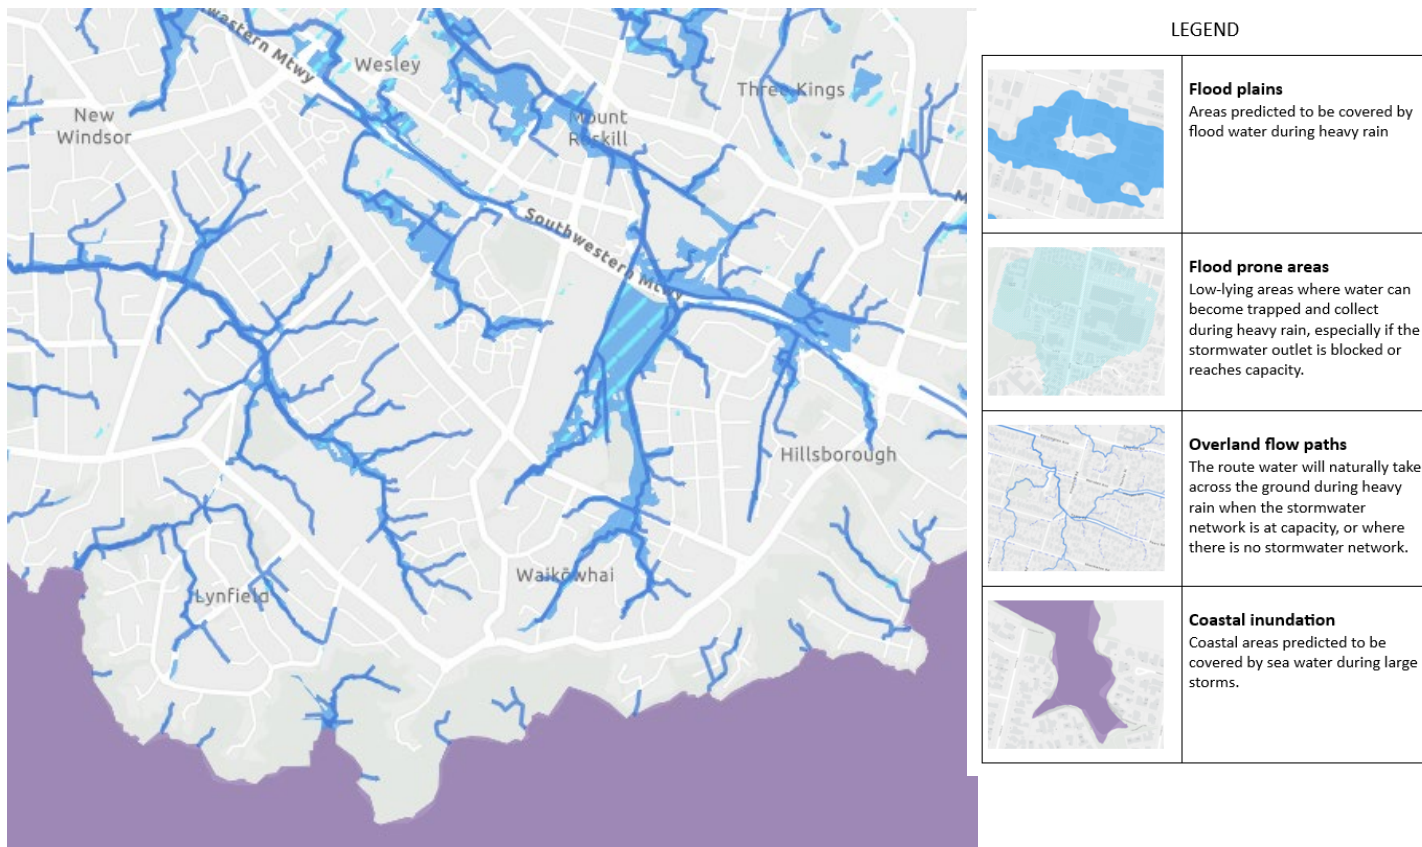 wastern Mtwy
Wesley
Three Kings
New
Windsor
Mount
Roskill
M
Southwestern Mtwy
Hillsborough
Waikōwhai
Lynfield
LEGEND
Flood plains
Areas predicted to be covered by
flood water during heavy rain
Flood prone areas
Low-lying areas where water can
become trapped and collect
during heavy rain, especially if the
stormwater outlet is blocked or
reaches capacity.
Overland flow paths
The route water will naturally take
across the ground during heavy
rain when the stormwater
network is at capacity, or where
there is no stormwater network.
Coastal inundation
Coastal areas predicted to be
covered by sea water during large
storms.